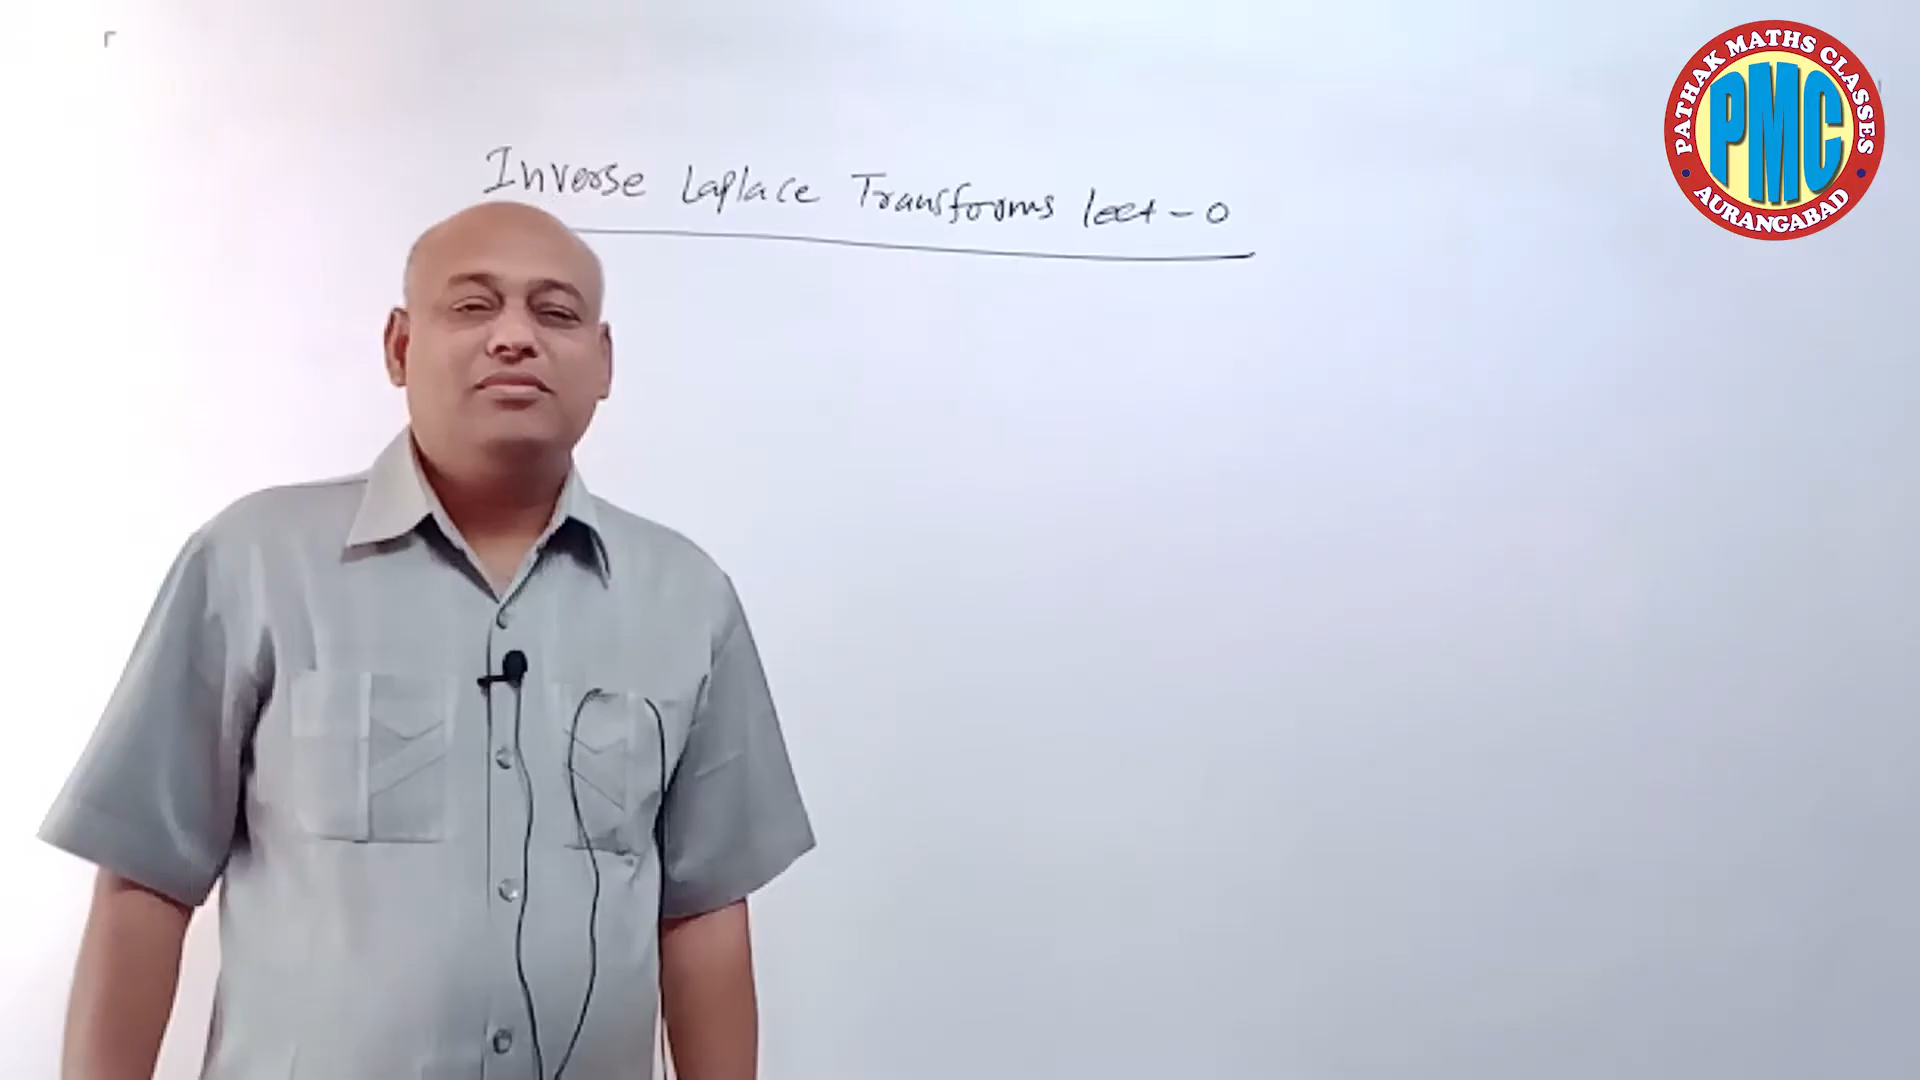 Inverse Laplace Transforms lect-0
PATHAK MATHS CLASSES
PMC
AURANGABAD